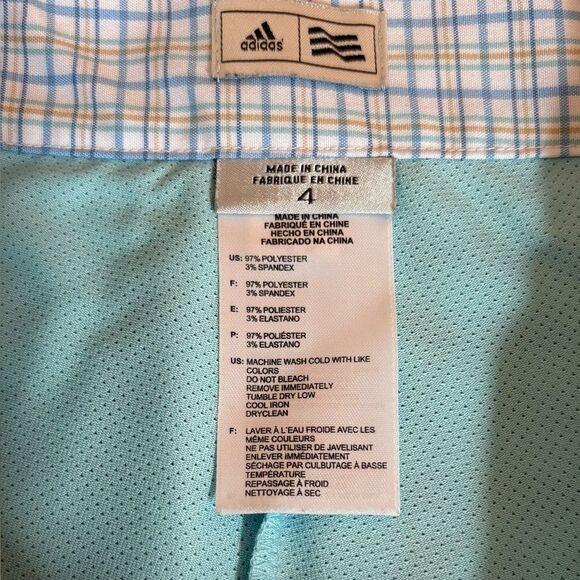 adidas
MADE IN CHINA
FABRIQUE EN CHINE
4
MADE IN CHINA
FABRIQUÉ EN CHINE
HECHO EN CHINA
FABRICADO NA CHINA
US: 97% POLYESTER
3% SPANDEX
F: 97% POLYESTER
3% SPANDEX
E: 97% POLIESTER
3% ELASTANO
P: 97% POLIÉSTER
3% ELASTANO
US: MACHINE WASH COLD WITH LIKE
COLORS
DO NOT BLEACH
REMOVE IMMEDIATELY
TUMBLE DRY LOW
COOL IRON
DRYCLEAN
F: LAVER À L'EAU FROIDE AVEC LES
MÊME COULEURS
NE PAS UTILISER DE JAVELISANT
ENLEVER IMMÉDIATEMENT
SÉCHAGE PAR CULBUTAGE À BASSE
TEMPÉRATURE
REPASSAGE À FROID
NETTOYAGE À SEC